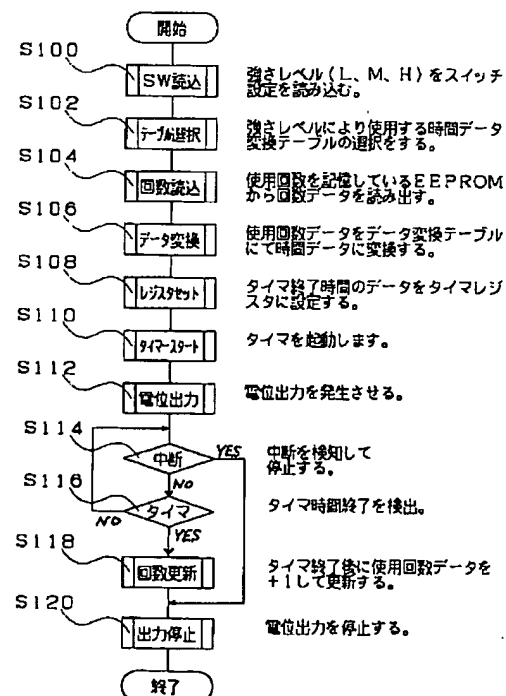 開始
S100
SW読込
強さレベル(L、M、H)をスイッチ
設定を読み込む。
S102
テーブル選択
強さレベルにより使用する時間データ
変換テーブルの選択をする。
S104
回数読込
使用回数を記憶しているEEPROM
から回数データを読み出す。
S106
データ変換
使用回数データをデータ変換テーブル
にて時間データに変換する。
S108
レジスタセット
タイマ終了時間のデータをタイマレジ
スタに設定する。
S110
タイマースタート
タイマを起動します。
S112
電位出力
電位出力を発生させる。
S114
中断
YES
中断を検知して
停止する。
NO
S116
タイマ
タイマ時間終了を検出。
NO
YES
S118
回数更新
タイマ終了後に使用回数データを
+1して更新する。
S120
出力停止
電位出力を停止する。
終了